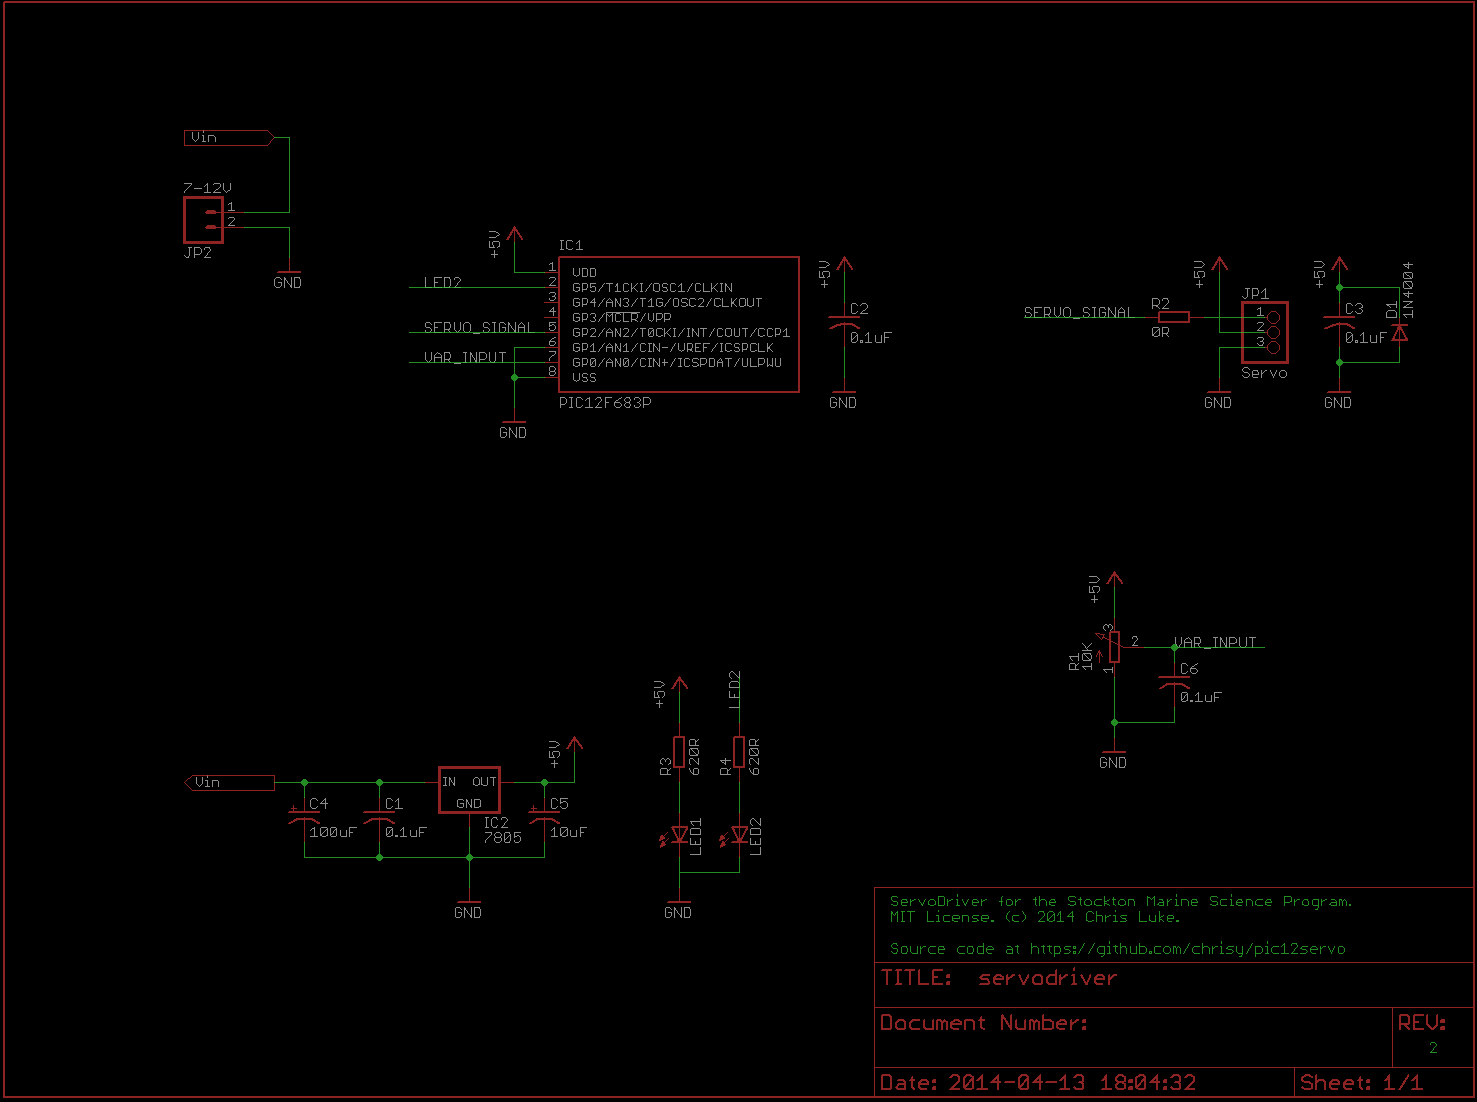 Vin
7-12V
1
2
JP2
GND
+5V
IC1
LED2
SERVO_SIGNAL
VAR_INPUT
1
2
3
4
5
6
7
8
VDD
GP5/T1CKI/OSC1/CLKIN
GP4/AN3/T1G/OSC2/CLKOUT
GP3/MCLR/VPP
GP2/AN2/T0CKI/INT/COUT/CCP1
GP1/AN1/CIN-/VREF/ICSPCLK
GP0/AN0/CIN+/ICSPDAT/ULPWU
VSS
PIC12F683P
GND
+5V
C2
0.1uF
GND
SERVO_SIGNAL
R2
0R
+5V
JP1
1
2
3
Servo
GND
+5V
C3
0.1uF
D1
1N4004
GND
+5V
R1
10K
3
2
1
VAR_INPUT
C6
0.1uF
GND
Vin
+
C4
100uF
C1
0.1uF
IN OUT
GND
IC2
7805
+5V
+
C5
10uF
GND
+5V
R3
620R
LED1
LED2
R4
620R
LED2
GND
ServoDriver for the Stockton Marine Science Program.
MIT License. (c) 2014 Chris Luke.
Source code at https://github.com/chrisy/pic12servo
TITLE: servodriver
Document Number:
REV:
2
Date: 2014-04-13 18:04:32
Sheet: 1/1